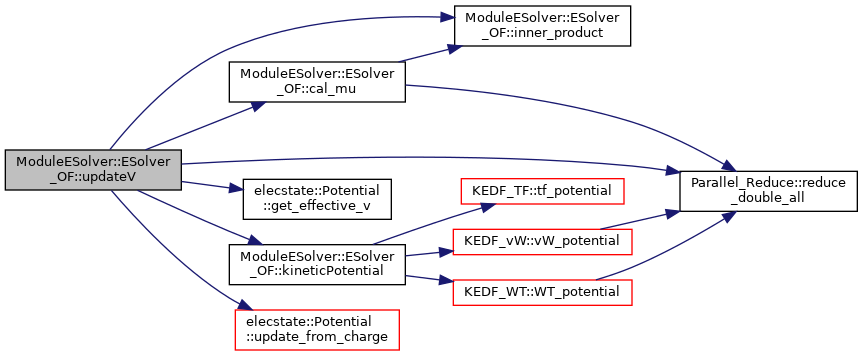 ModuleESolver::ESolver
_OF::updateV
ModuleESolver::ESolver
_OF::inner_product
ModuleESolver::ESolver
_OF::cal_mu
Parallel_Reduce::reduce
_double_all
elecstate::Potential
::get_effective_v
ModuleESolver::ESolver
_OF::kineticPotential
KEDF_TF::tf_potential
KEDF_vW::vW_potential
KEDF_WT::WT_potential
elecstate::Potential
::update_from_charge